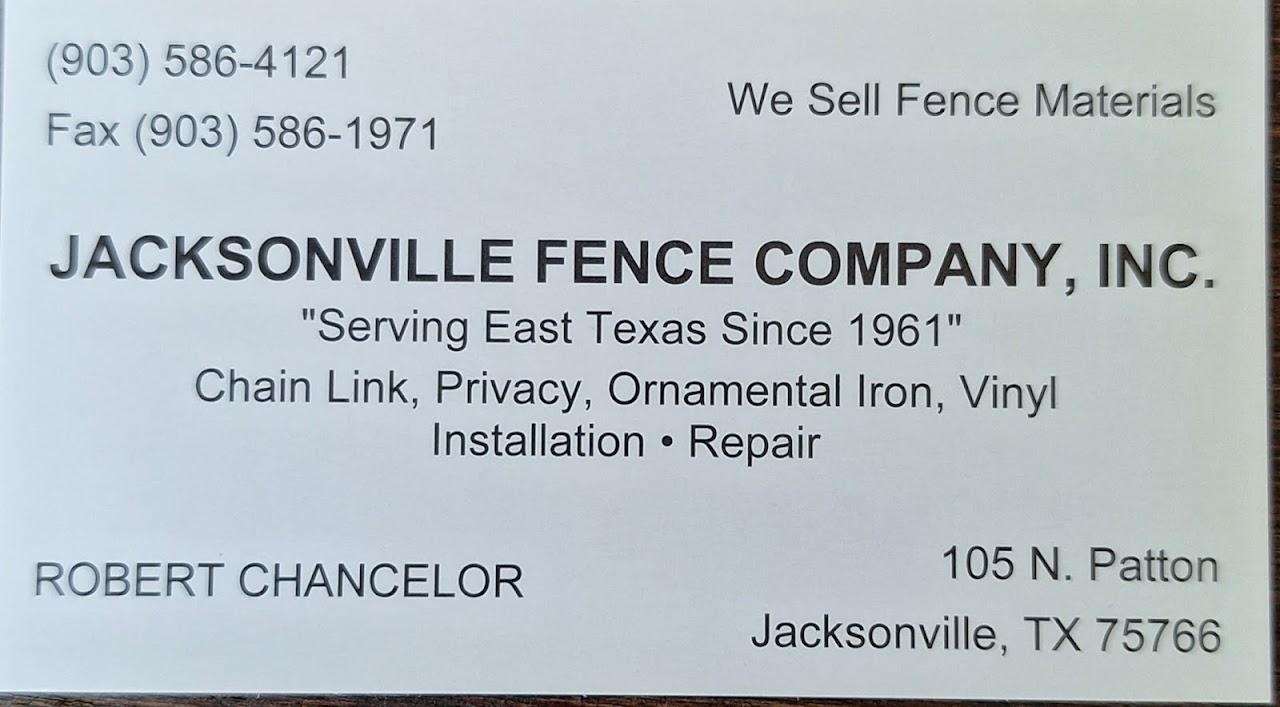 (903) 586-4121
Fax (903) 586-1971
We Sell Fence Materials
JACKSONVILLE FENCE COMPANY, INC.
"Serving East Texas Since 1961"
Chain Link, Privacy, Ornamental Iron, Vinyl
Installation • Repair
ROBERT CHANCELOR
105 N. Patton
Jacksonville, TX 75766